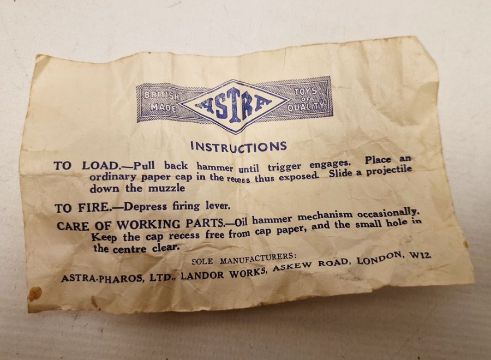 BRITISH MADE ASTRA TOYS OF QUALITY
INSTRUCTIONS
TO LOAD.—Pull back hammer until trigger engages. Place an
ordinary paper cap in the recess thus exposed. Slide a projectile
down the muzzle
TO FIRE.—Depress firing lever.
CARE OF WORKING PARTS.—Oil hammer mechanism occasionally.
Keep the cap recess free from cap paper, and the small hole in
the centre clear.
SOLE MANUFACTURERS:
ASTRA-PHAROS, LTD., LANDOR WORKS, ASKEW ROAD, LONDON, W12.